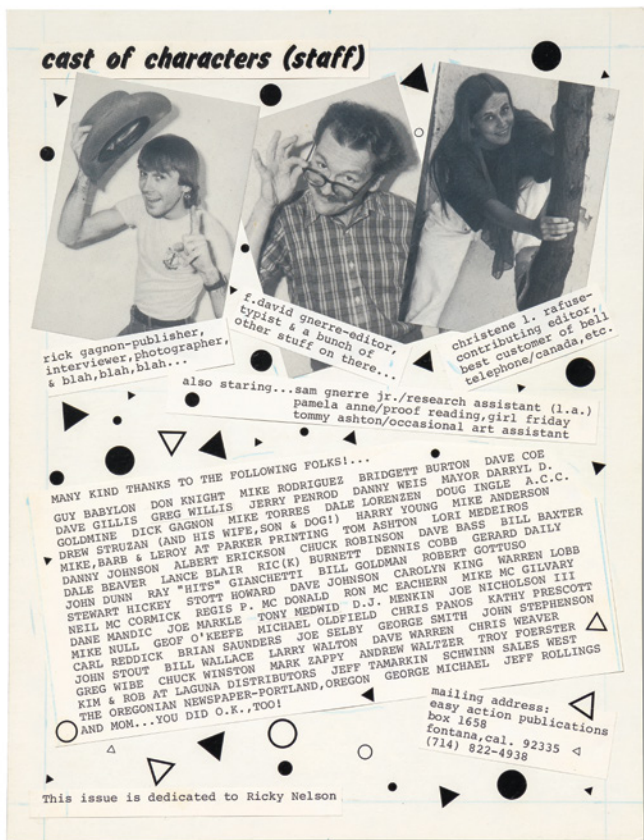 cast of characters (staff)
rick gagnon-publisher,
interviewer,photographer,
& blah,blah,blah...
f.david gnerre-editor,
typist & a bunch of
other stuff on there...
christene l. rafuse-
contributing editor,
best customer of bell
telephone/canada,etc.
also staring...sam gnerre jr./research assistant (l.a.)
pamela anne/proof reading,girl friday
tommy ashton/occasional art assistant
MANY KIND THANKS TO THE FOLLOWING FOLKS!...
GUY BABYLON DON KNIGHT MIKE RODRIGUEZ BRIDGETT BURTON DAVE COE
DAVE GILLIS GREG WILLIS JERRY PENROD DANNY WEIS MAYOR DARRYL D.
GOLDMINE DICK GAGNON MIKE TORRES DALE LORENZEN DOUG INGLE A.C.C.
DREW STRUZAN (AND HIS WIFE,SON & DOG!) HARRY YOUNG MIKE ANDERSON
MIKE,BARB & LEROY AT PARKER PRINTING TOM ASHTON LORI MEDEIROS
DANNY JOHNSON ALBERT ERICKSON CHUCK ROBINSON DAVE BASS BILL BAXTER
DALE BEAVER LANCE BLAIR RIC(K) BURNETT DENNIS COBB GERARD DAILY
JOHN DUNN RAY "HITS" GIANCHETTI BILL GOLDMAN ROBERT GOTTUSO
STEWART HICKEY STOTT HOWARD DAVE JOHNSON CAROLYN KING WARREN LOBB
NEIL MC CORMICK REGIS P. MC DONALD RON MC EACHERN MIKE MC GILVARY
DANE MANDIC JOE MARKLE TONY MEDWID D.J. MENKIN JOE NICHOLSON III
MIKE NULL GEOF O'KEEFE MICHAEL OLDFIELD CHRIS PANOS KATHY PRESCOTT
CARL REDDICK BRIAN SAUNDERS JOE SELBY GEORGE SMITH JOHN STEPHENSON
JOHN STOUT BILL WALLACE LARRY WALTON DAVE WARREN CHRIS WEAVER
GREG WIBE CHUCK WINSTON MARK ZAPPY ANDREW WALTZER TROY FOERSTER
KIM & ROB AT LAGUNA DISTRIBUTORS JEFF TAMARKIN SCHWINN SALES WEST
THE OREGONIAN NEWSPAPER-PORTLAND,OREGON GEORGE MICHAEL JEFF ROLLINGS
AND MOM...YOU DID O.K.,TOO!
mailing address:
easy action publications
box 1658
fontana,cal. 92335
(714) 822-4938
This issue is dedicated to Ricky Nelson